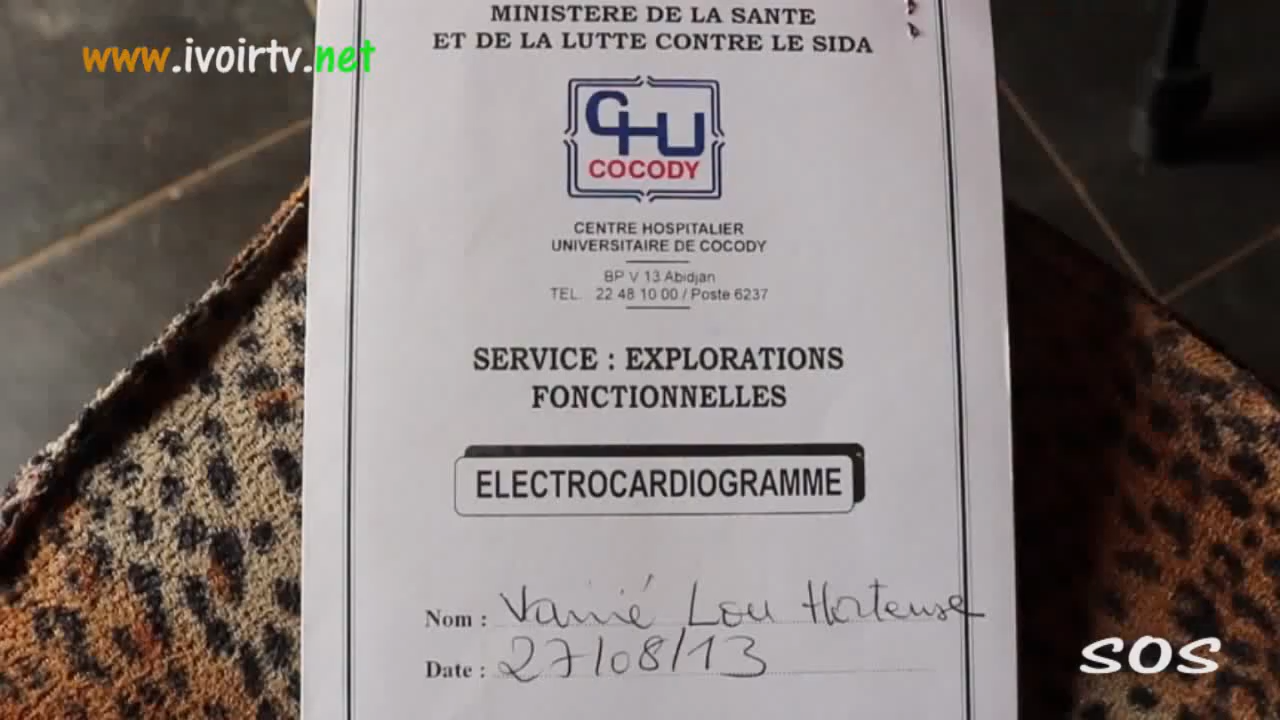 www.ivoirtv.net
MINISTERE DE LA SANTE
ET DE LA LUTTE CONTRE LE SIDA
CHU
COCODY
CENTRE HOSPITALIER
UNIVERSITAIRE DE COCODY
BP V 13 Abidjan
TEL. 22 48 10 00 / Poste 6237
SERVICE : EXPLORATIONS
FONCTIONNELLES
ELECTROCARDIOGRAMME
Nom : Lou Hortense
Date : 27/08/13
SOS